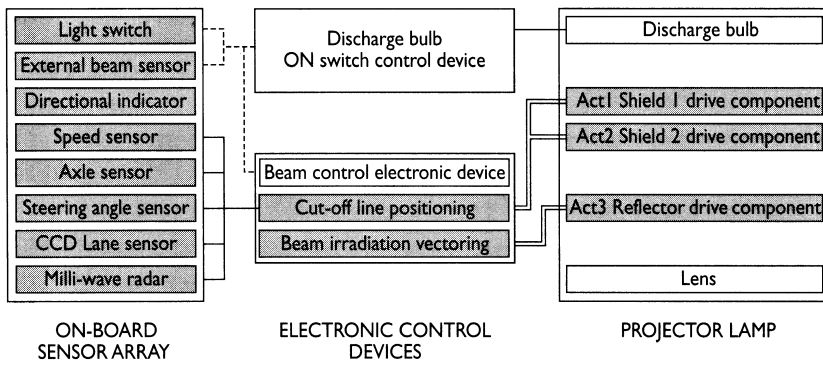 Light switch
External beam sensor
Directional indicator
Speed sensor
Axle sensor
Steering angle sensor
CCD Lane sensor
Milli-wave radar
ON-BOARD
SENSOR ARRAY
Discharge bulb
ON switch control device
Beam control electronic device
Cut-off line positioning
Beam irradiation vectoring
ELECTRONIC CONTROL
DEVICES
Discharge bulb
Act1 Shield 1 drive component
Act2 Shield 2 drive component
Act3 Reflector drive component
Lens
PROJECTOR LAMP